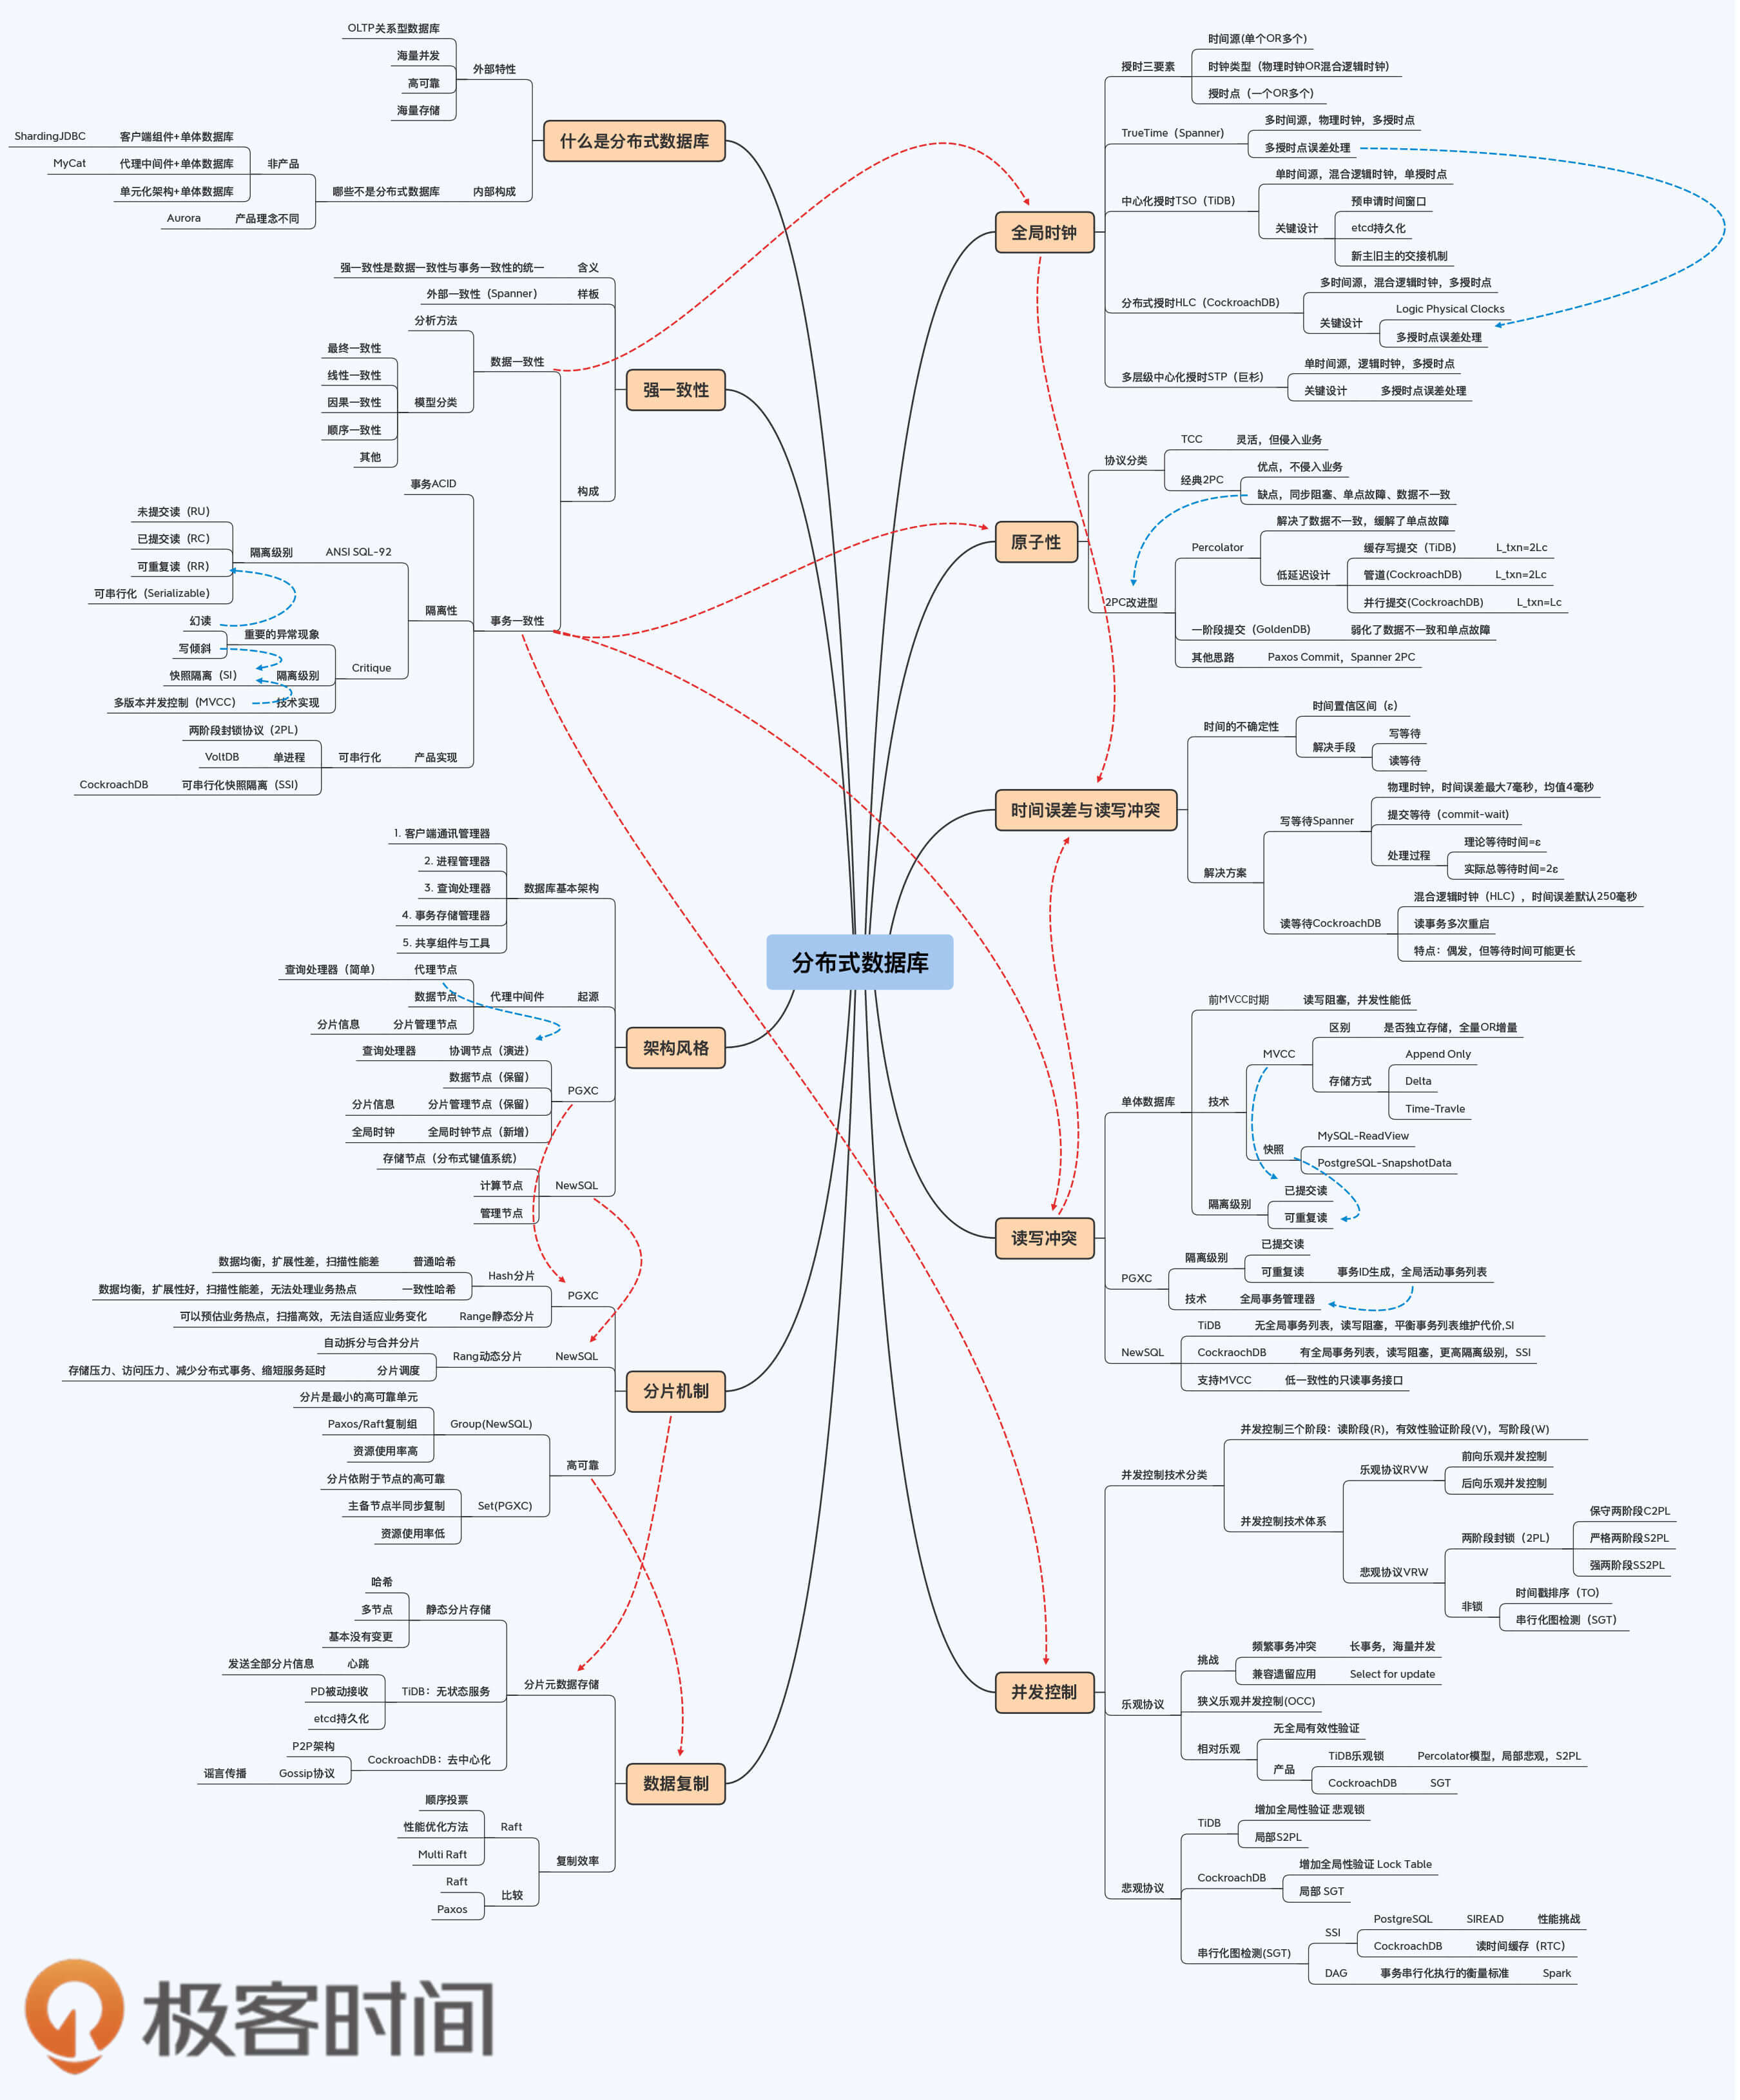 分布式数据库
什么是分布式数据库
外部特性
OLTP关系型数据库
海量并发
高可靠
海量存储
内部构成
哪些不是分布式数据库
非产品
客户端组件+单体数据库
ShardingJDBC
代理中间件+单体数据库
MyCat
单元化架构+单体数据库
产品理念不同
Aurora
强一致性
含义
强一致性是数据一致性与事务一致性的统一
样板
外部一致性（Spanner）
构成
数据一致性
分析方法
模型分类
最终一致性
线性一致性
因果一致性
顺序一致性
其他
事务一致性
事务ACID
隔离性
ANSI SQL-92
隔离级别
未提交读（RU）
已提交读（RC）
可重复读（RR）
可串行化（Serializable）
Critique
重要的异常现象
幻读
写倾斜
隔离级别
快照隔离（SI）
技术实现
多版本并发控制（MVCC）
产品实现
可串行化
两阶段封锁协议（2PL）
单进程
VoltDB
可串行化快照隔离（SSI）
CockroachDB
架构风格
数据库基本架构
1. 客户端通讯管理器
2. 进程管理器
3. 查询处理器
4. 事务存储管理器
5. 共享组件与工具
起源
代理中间件
代理节点
查询处理器（简单）
数据节点
分片管理节点
分片信息
PGXC
协调节点（演进）
查询处理器
数据节点（保留）
分片管理节点（保留）
分片信息
全局时钟节点（新增）
全局时钟
NewSQL
存储节点（分布式键值系统）
计算节点
管理节点
分片机制
PGXC
Hash分片
普通哈希
数据均衡，扩展性差，扫描性能差
一致性哈希
数据均衡，扩展性好，扫描性能差，无法处理业务热点
Range静态分片
可以预估业务热点，扫描高效，无法自适应业务变化
NewSQL
Rang动态分片
自动拆分与合并分片
分片调度
存储压力、访问压力、减少分布式事务、缩短服务延时
高可靠
Group(NewSQL)
分片是最小的高可靠单元
Paxos/Raft复制组
资源使用率高
Set(PGXC)
分片依附于节点的高可靠
主备节点半同步复制
资源使用率低
数据复制
分片元数据存储
静态分片存储
哈希
多节点
基本没有变更
TiDB：无状态服务
心跳
发送全部分片信息
PD被动接收
etcd持久化
CockroachDB：去中心化
P2P架构
Gossip协议
谣言传播
复制效率
Raft
顺序投票
性能优化方法
Multi Raft
比较
Raft
Paxos
全局时钟
授时三要素
时间源(单个OR多个)
时钟类型（物理时钟OR混合逻辑时钟)
授时点（一个OR多个）
TrueTime（Spanner)
多时间源，物理时钟，多授时点
多授时点误差处理
中心化授时TSO（TiDB）
单时间源，混合逻辑时钟，单授时点
关键设计
预申请时间窗口
etcd持久化
新主旧主的交接机制
分布式授时HLC（CockroachDB）
多时间源，混合逻辑时钟，多授时点
关键设计
Logic Physical Clocks
多授时点误差处理
多层级中心化授时STP（巨杉）
单时间源，逻辑时钟，多授时点
关键设计
多授时点误差处理
原子性
协议分类
TCC
灵活，但侵入业务
经典2PC
优点，不侵入业务
缺点，同步阻塞、单点故障、数据不一致
2PC改进型
Percolator
解决了数据不一致，缓解了单点故障
低延迟设计
缓存写提交（TiDB）
L_txn=2Lc
管道(CockroachDB)
L_txn=2Lc
并行提交(CockroachDB)
L_txn=Lc
一阶段提交（GoldenDB）
弱化了数据不一致和单点故障
其他思路
Paxos Commit，Spanner 2PC
时间误差与读写冲突
时间的不确定性
时间置信区间（ε）
解决手段
写等待
读等待
解决方案
写等待Spanner
物理时钟，时间误差最大7毫秒，均值4毫秒
提交等待（commit-wait)
处理过程
理论等待时间=ε
实际总等待时间=2ε
读等待CockroachDB
混合逻辑时钟（HLC），时间误差默认250毫秒
读事务多次重启
特点：偶发，但等待时间可能更长
读写冲突
单体数据库
前MVCC时期
读写阻塞，并发性能低
技术
MVCC
区别
是否独立存储，全量OR增量
存储方式
Append Only
Delta
Time-Travle
快照
MySQL-ReadView
PostgreSQL-SnapshotData
隔离级别
已提交读
可重复读
PGXC
隔离级别
已提交读
可重复读
事务ID生成，全局活动事务列表
技术
全局事务管理器
NewSQL
TiDB
无全局事务列表，读写阻塞，平衡事务列表维护代价,SI
CockraochDB
有全局事务列表，读写阻塞，更高隔离级别，SSI
支持MVCC
低一致性的只读事务接口
并发控制
并发控制技术分类
并发控制三个阶段：读阶段(R)，有效性验证阶段(V)，写阶段(W)
并发控制技术体系
乐观协议RVW
前向乐观并发控制
后向乐观并发控制
悲观协议VRW
两阶段封锁（2PL）
保守两阶段C2PL
严格两阶段S2PL
强两阶段SS2PL
非锁
时间戳排序（TO）
串行化图检测（SGT）
乐观协议
挑战
频繁事务冲突
长事务，海量并发
兼容遗留应用
Select for update
狭义乐观并发控制(OCC)
相对乐观
无全局有效性验证
产品
TiDB乐观锁
Percolator模型，局部悲观，S2PL
CockroachDB
SGT
悲观协议
TiDB
增加全局性验证 悲观锁
局部S2PL
CockroachDB
增加全局性验证 Lock Table
局部 SGT
串行化图检测(SGT)
SSI
PostgreSQL
SIREAD
性能挑战
CockroachDB
读时间缓存（RTC）
DAG
事务串行化执行的衡量标准
Spark
极客时间